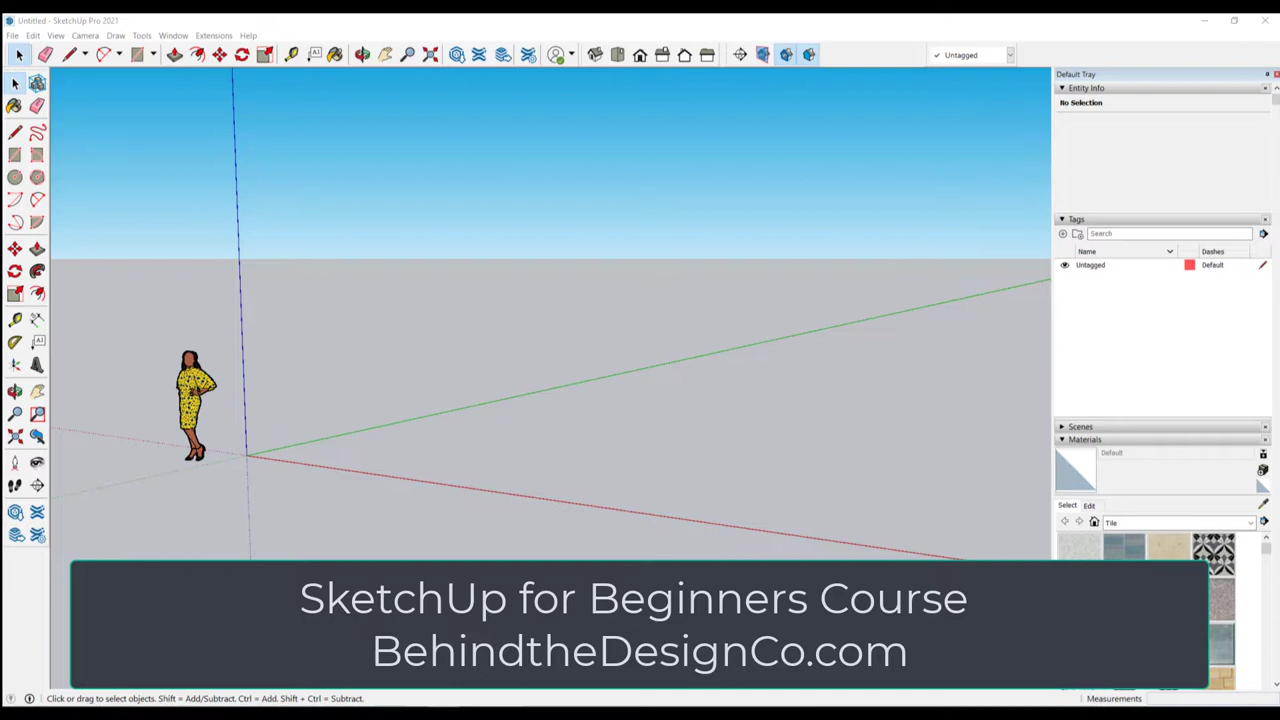 Untitled - SketchUp Pro 2021
File Edit View Camera Draw Tools Window Extensions Help
Untagged
Default Tray
Entity Info
No Selection
Tags
Search
Name Dashes
Untagged Default
Scenes
Materials
Default
Select Edit
Tile
SketchUp for Beginners Course
BehindtheDesignCo.com
Click or drag to select objects. Shift = Add/Subtract. Ctrl = Add. Shift + Ctrl = Subtract.
Measurements